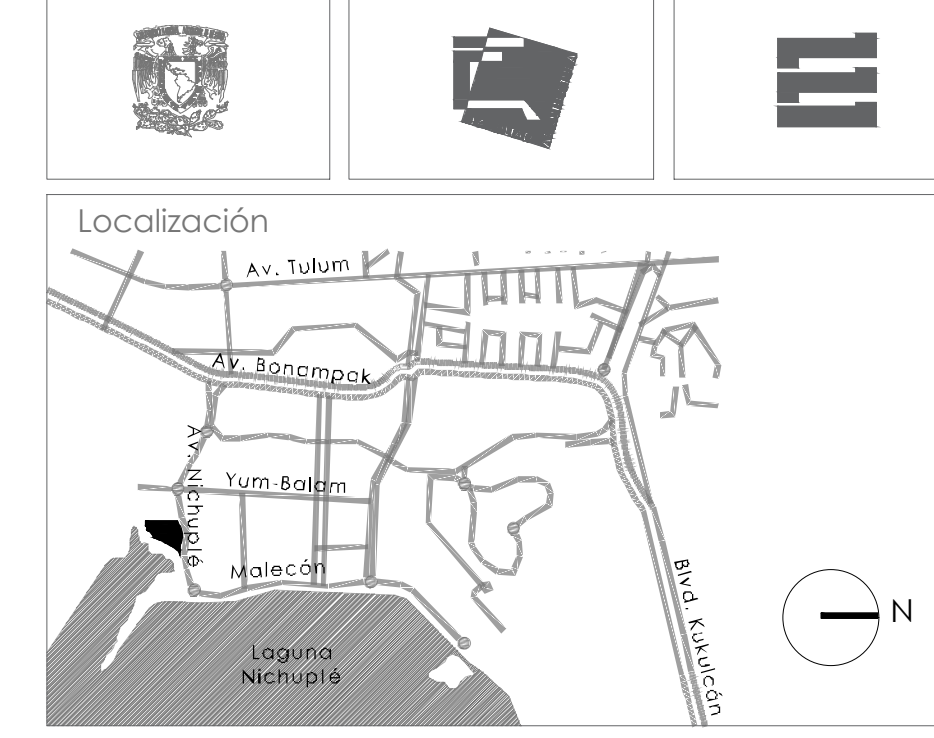 Localización
Av. Tulum
Av. Bonampak
Av. Nichuplé
Yum-Balam
Malecón
Blvd. Kukulcán
N
Laguna
Nichuplé